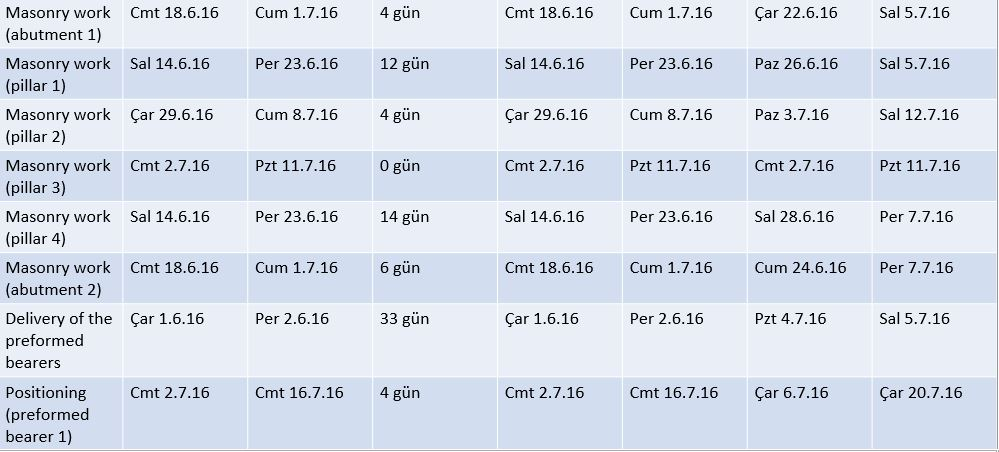 Masonry work Cmt 18.6.16 Cum 1.7.16 4 gün Cmt 18.6.16 Cum 1.7.16 Çar 22.6.16 Sal 5.7.16
(abutment 1)
Masonry work Sal 14.6.16 Per 23.6.16 12 gün Sal 14.6.16 Per 23.6.16 Paz 26.6.16 Sal 5.7.16
(pillar 1)
Masonry work Çar 29.6.16 Cum 8.7.16 4 gün Çar 29.6.16 Cum 8.7.16 Paz 3.7.16 Sal 12.7.16
(pillar 2)
Masonry work Cmt 2.7.16 Pzt 11.7.16 0 gün Cmt 2.7.16 Pzt 11.7.16 Cmt 2.7.16 Pzt 11.7.16
(pillar 3)
Masonry work Sal 14.6.16 Per 23.6.16 14 gün Sal 14.6.16 Per 23.6.16 Sal 28.6.16 Per 7.7.16
(pillar 4)
Masonry work Cmt 18.6.16 Cum 1.7.16 6 gün Cmt 18.6.16 Cum 1.7.16 Cum 24.6.16 Per 7.7.16
(abutment 2)
Delivery of the Çar 1.6.16 Per 2.6.16 33 gün Çar 1.6.16 Per 2.6.16 Pzt 4.7.16 Sal 5.7.16
preformed
bearers
Positioning Cmt 2.7.16 Cmt 16.7.16 4 gün Cmt 2.7.16 Cmt 16.7.16 Çar 6.7.16 Çar 20.7.16
(preformed
bearer 1)